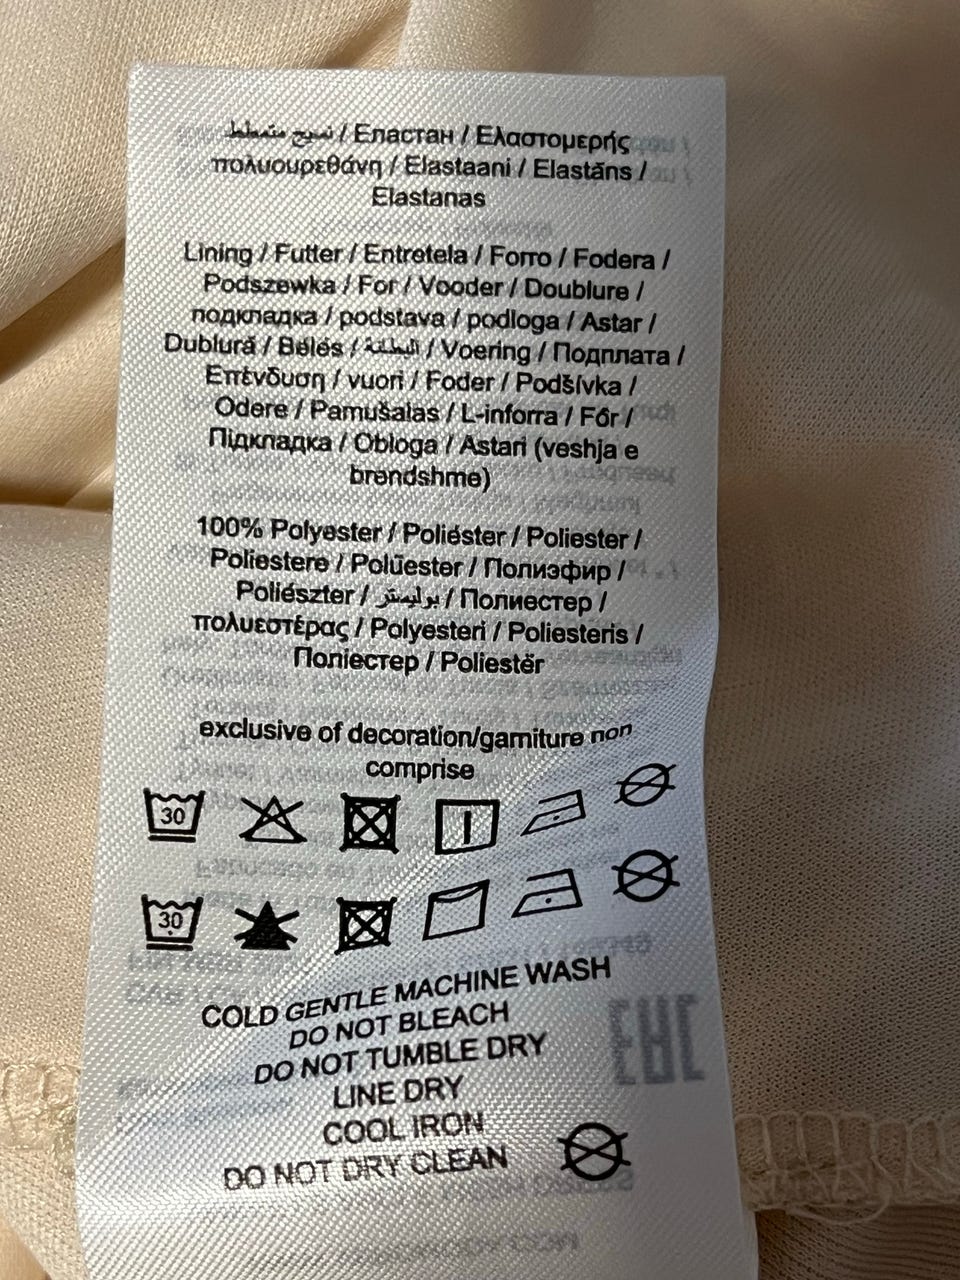 نسيج متمطط / Еластан / Ελαστομερής
πολυουρεθάνη / Elastaani / Elastāns /
Elastanas
Lining / Futter / Entretela / Forro / Fodera /
Podszewka / For / Vooder / Doublure /
подкладка / podstava / podloga / Astar /
Dublură / Bélés / البطانة / Voering / Подплата /
Επένδυση / vuori / Foder / Podšívka /
Odere / Pamušalas / L-inforra / Fôr /
Підкладка / Obloga / Astari (veshja e
brendshme)
100% Polyester / Poliéster / Poliester /
Poliestere / Polüester / Полиэфир /
Poliészter / بوليستر / Полиестер /
πολυεστέρας / Polyesteri / Poliesteris /
Поліестер / Poliestër
exclusive of decoration/garniture non
comprise
30
30
COLD GENTLE MACHINE WASH
DO NOT BLEACH
DO NOT TUMBLE DRY
LINE DRY
COOL IRON
DO NOT DRY CLEAN